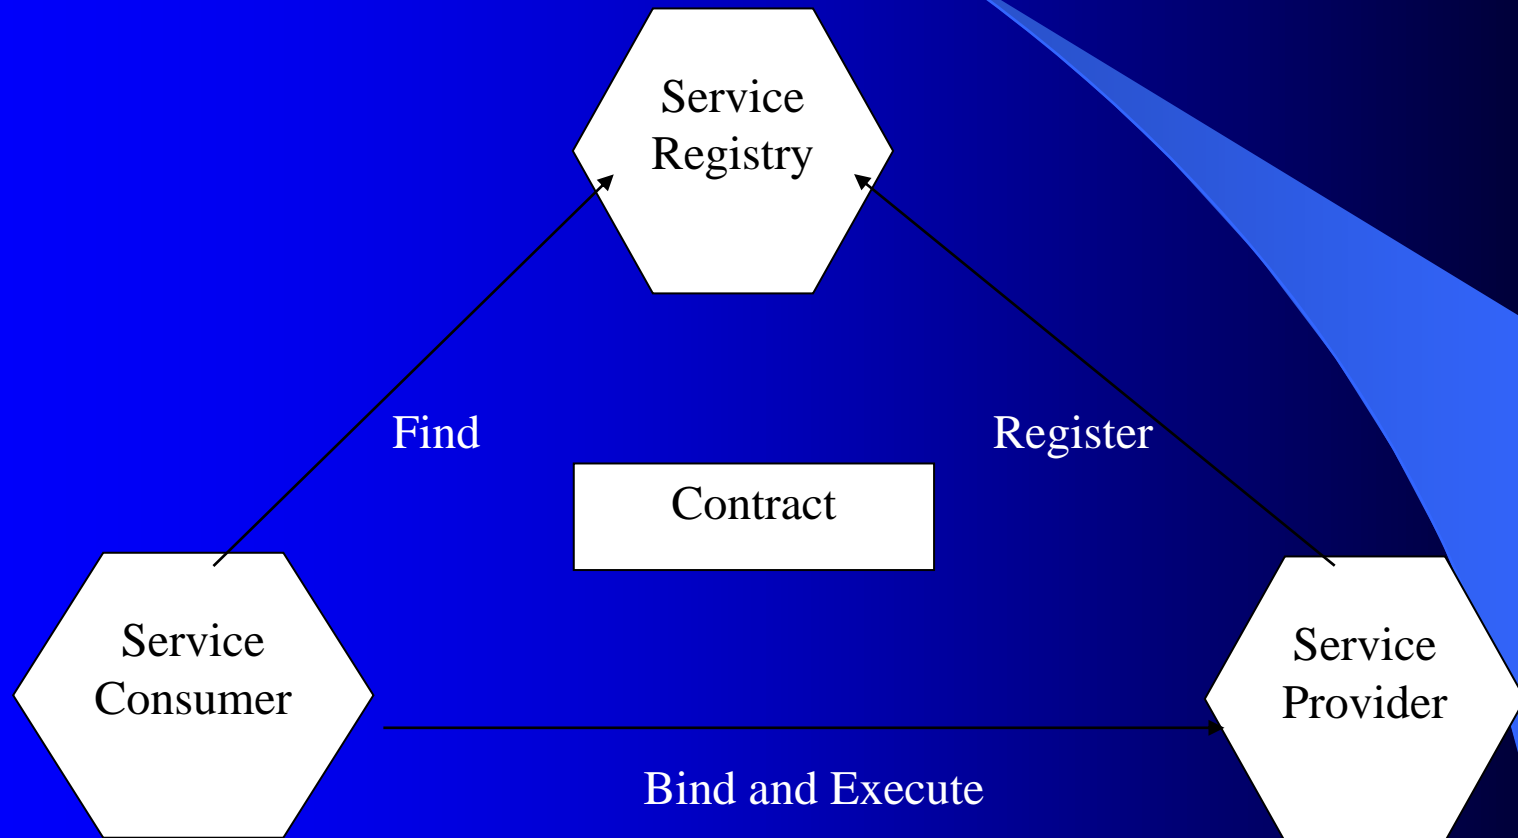 Service
Registry
Find
Register
Contract
Service
Consumer
Service
Provider
Bind and Execute